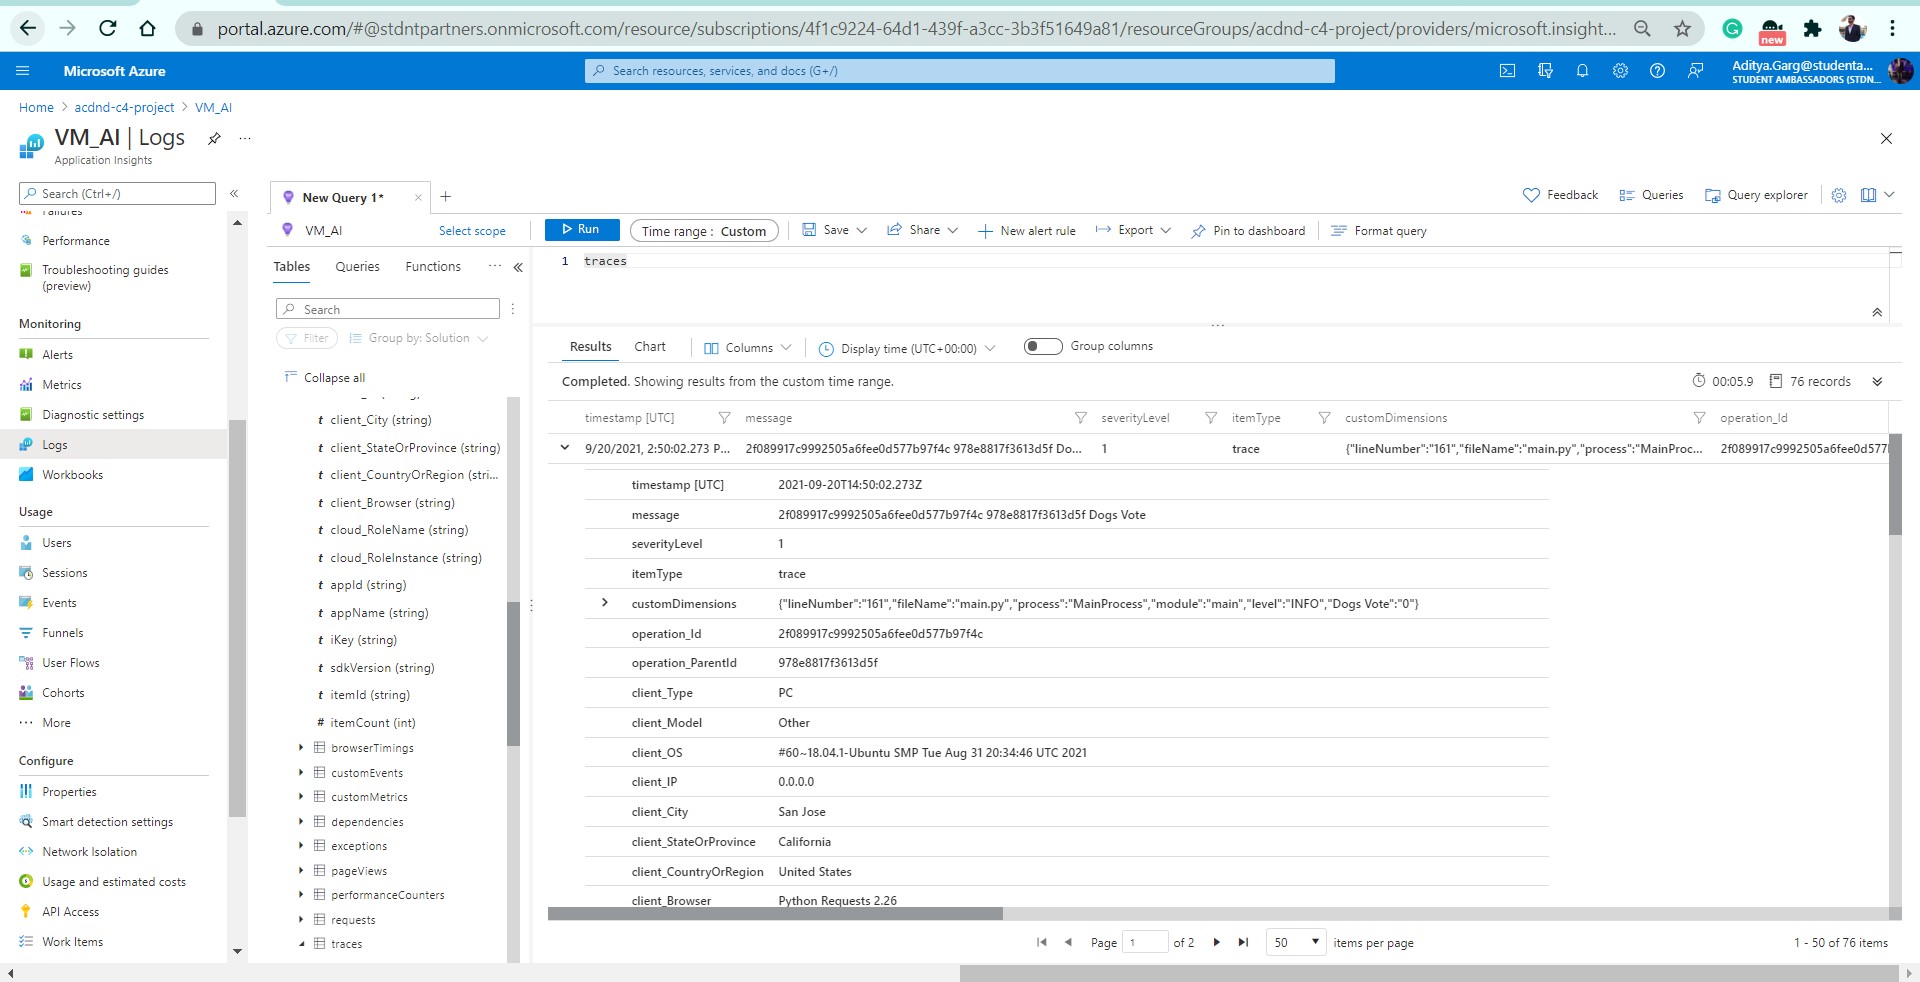 portal.azure.com/#@stdntpartners.onmicrosoft.com/resource/subscriptions/4f1c9224-64d1-439f-a3cc-3b3f51649a81/resourceGroups/acdnd-c4-project/providers/microsoft.insight...
new
Microsoft Azure
Search resources, services, and docs (G+/)
Aditya.Garg@studenta...
STUDENT AMBASSADORS (STDN...
Home > acdnd-c4-project > VM_AI
VM_AI | Logs
Application Insights
Search (Ctrl+/)
Failures
Performance
Troubleshooting guides
(preview)
Monitoring
Alerts
Metrics
Diagnostic settings
Logs
Workbooks
Usage
Users
Sessions
Events
Funnels
User Flows
Cohorts
More
Configure
Properties
Smart detection settings
Network Isolation
Usage and estimated costs
API Access
Work Items
New Query 1*
Feedback
Queries
Query explorer
VM_AI
Select scope
Run
Time range : Custom
Save
Share
New alert rule
Export
Pin to dashboard
Format query
Tables
Queries
Functions
Search
Filter
Group by: Solution
Collapse all
client_City (string)
client_StateOrProvince (string)
client_CountryOrRegion (stri...
client_Browser (string)
cloud_RoleName (string)
cloud_RoleInstance (string)
appId (string)
appName (string)
iKey (string)
sdkVersion (string)
itemId (string)
# itemCount (int)
browserTimings
customEvents
customMetrics
dependencies
exceptions
pageViews
performanceCounters
requests
traces
1 traces
Results
Chart
Columns
Display time (UTC+00:00)
Group columns
Completed. Showing results from the custom time range.
00:05.9
76 records
timestamp [UTC] message severityLevel itemType customDimensions operation_Id
9/20/2021, 2:50:02.273 P... 2f089917c9992505a6fee0d577b97f4c 978e8817f3613d5f Do... 1 trace {"lineNumber":"161","fileName":"main.py","process":"MainProc... 2f089917c9992505a6fee0d577l
timestamp [UTC] 2021-09-20T14:50:02.273Z
message 2f089917c9992505a6fee0d577b97f4c 978e8817f3613d5f Dogs Vote
severityLevel 1
itemType trace
customDimensions {"lineNumber":"161","fileName":"main.py","process":"MainProcess","module":"main","level":"INFO","Dogs Vote":"0"}
operation_Id 2f089917c9992505a6fee0d577b97f4c
operation_ParentId 978e8817f3613d5f
client_Type PC
client_Model Other
client_OS #60~18.04.1-Ubuntu SMP Tue Aug 31 20:34:46 UTC 2021
client_IP 0.0.0.0
client_City San Jose
client_StateOrProvince California
client_CountryOrRegion United States
client_Browser Python Requests 2.26
Page 1 of 2
50 items per page
1 - 50 of 76 items